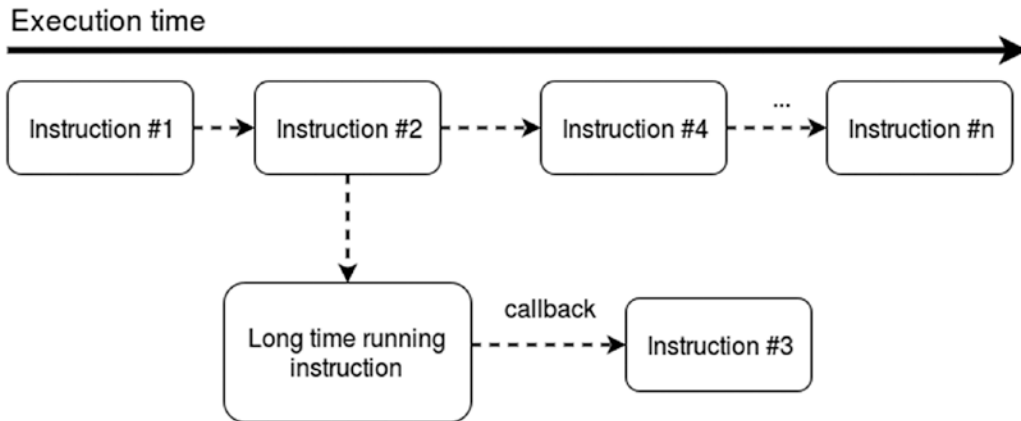 Execution time
Instruction #1
Instruction #2
Instruction #4
...
Instruction #n
Long time running
instruction
callback
Instruction #3